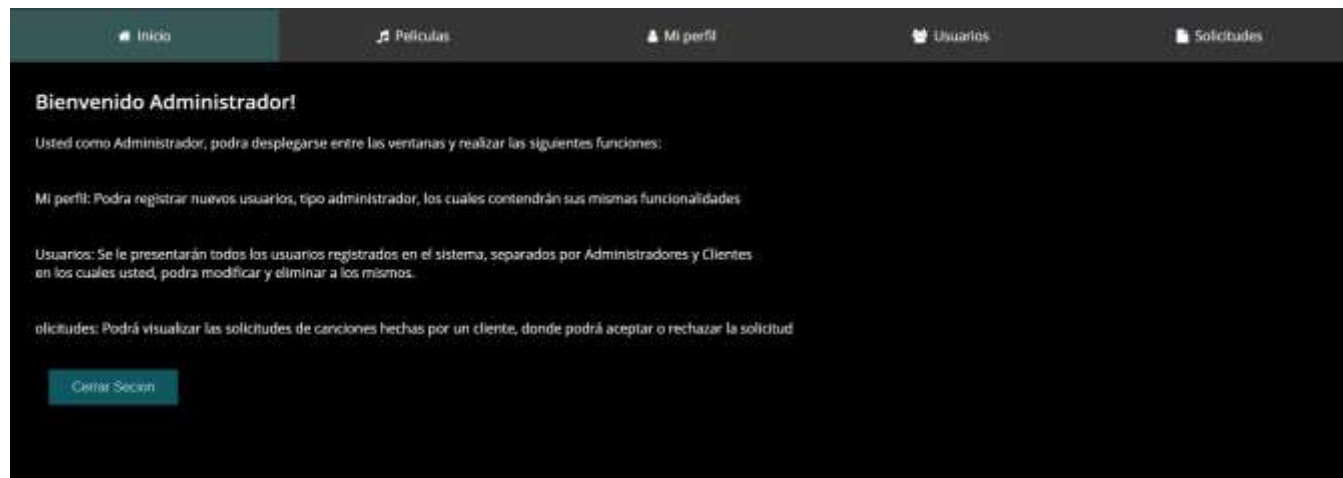 Inicio
Peliculas
Mi perfil
Usuarios
Solicitudes
Bienvenido Administrador!
Usted como Administrador, podra desplegarse entre las ventanas y realizar las siguientes funciones:
Mi perfil: Podra registrar nuevos usuarios, tipo administrador, los cuales contendrán sus mismas funcionalidades
Usuarios: Se le presentarán todos los usuarios registrados en el sistema, separados por Administradores y Clientes
en los cuales usted, podra modificar y eliminar a los mismos.
olicitudes: Podrá visualizar las solicitudes de canciones hechas por un cliente, donde podrá aceptar o rechazar la solicitud
Cerrar Secion